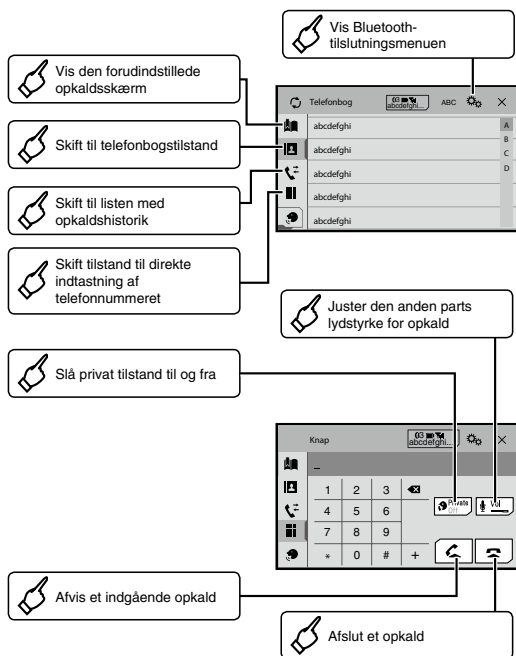 Vis Bluetooth-
tilslutningsmenuen
Vis den forudindstillede
opkaldsskærm
Skift til telefonbogstilstand
Skift til listen med
opkaldshistorik
Skift tilstand til direkte
indtastning af
telefonnummeret
Telefonbog
03
abcdefghi...
ABC
abcdefghi
abcdefghi
abcdefghi
abcdefghi
abcdefghi
A
B
C
D
Juster den anden parts
lydstyrke for opkald
Slå privat tilstand til og fra
Knap
03
abcdefghi...
1 2 3
4 5 6
7 8 9
* 0 # +
Private
Off
Vol
Afvis et indgående opkald
Afslut et opkald